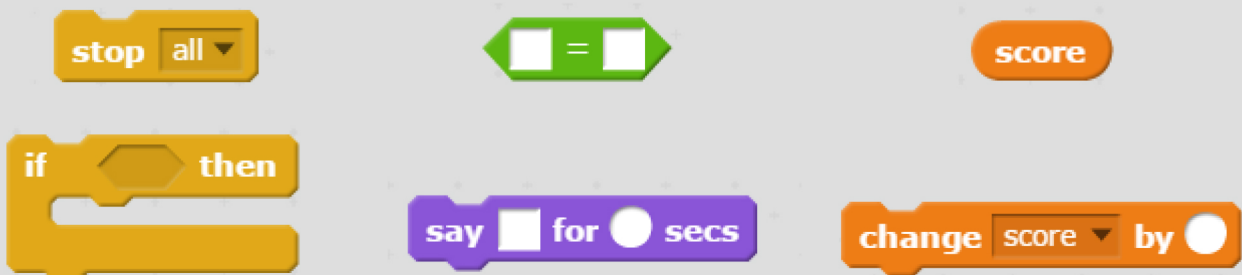 stop all ▼
= 
score
if then
say for secs
change score ▼ by